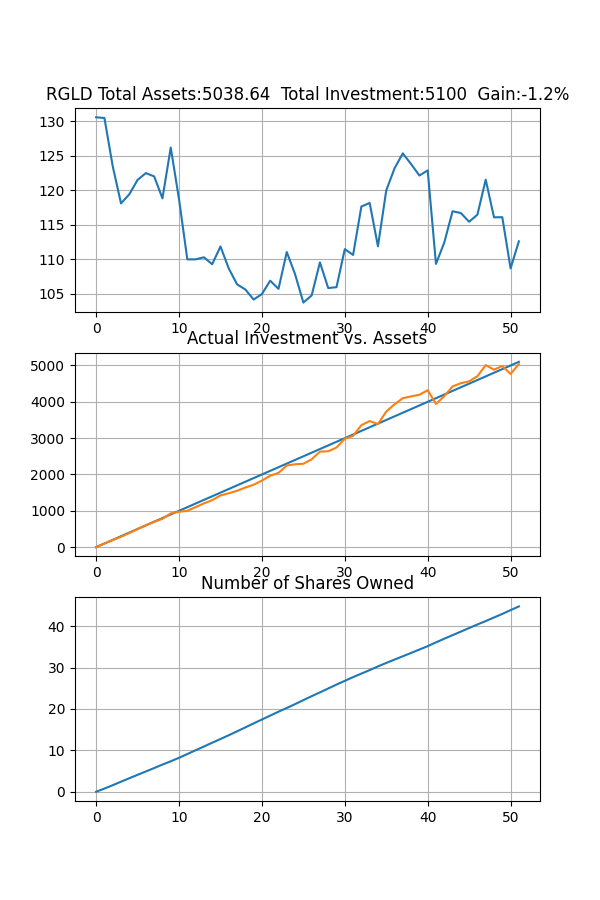 RGLD Total Assets:5038.64  Total Investment:5100  Gain:-1.2%
130
125
120
115
110
105
0 10 20 30 40 50
Actual Investment vs. Assets
5000
4000
3000
2000
1000
0
0 10 20 30 40 50
Number of Shares Owned
40
30
20
10
0
0 10 20 30 40 50